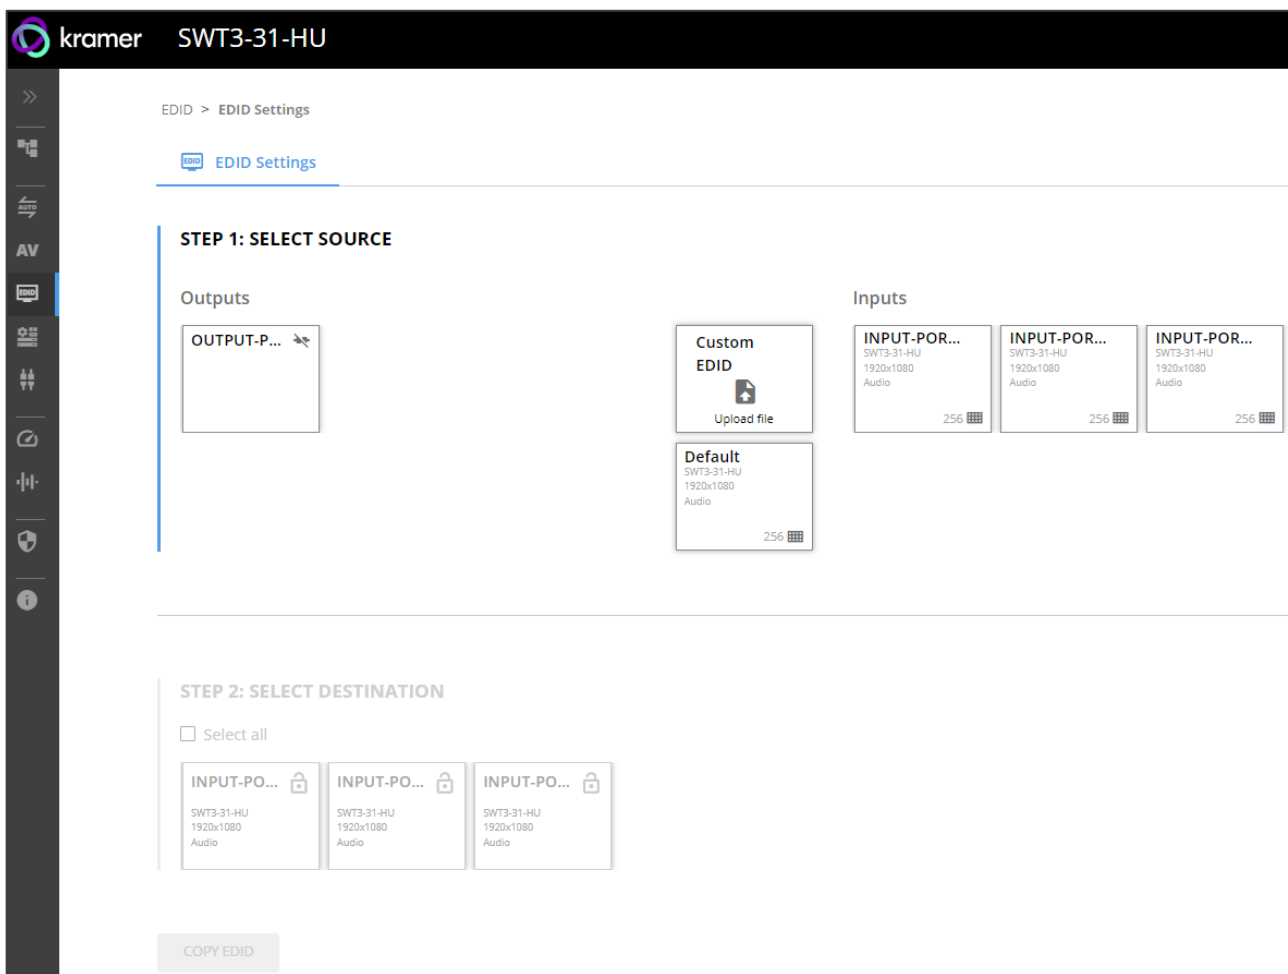 kramer SWT3-31-HU
EDID > EDID Settings
EDID EDID Settings
AUTO
AV
EDID
STEP 1: SELECT SOURCE
Outputs
Inputs
OUTPUT-P...
Custom
EDID
Upload file
INPUT-POR...
SWT3-31-HU
1920x1080
Audio
256
INPUT-POR...
SWT3-31-HU
1920x1080
Audio
256
INPUT-POR...
SWT3-31-HU
1920x1080
Audio
256
Default
SWT3-31-HU
1920x1080
Audio
256
STEP 2: SELECT DESTINATION
Select all
INPUT-PO...
SWT3-31-HU
1920x1080
Audio
INPUT-PO...
SWT3-31-HU
1920x1080
Audio
INPUT-PO...
SWT3-31-HU
1920x1080
Audio
COPY EDID